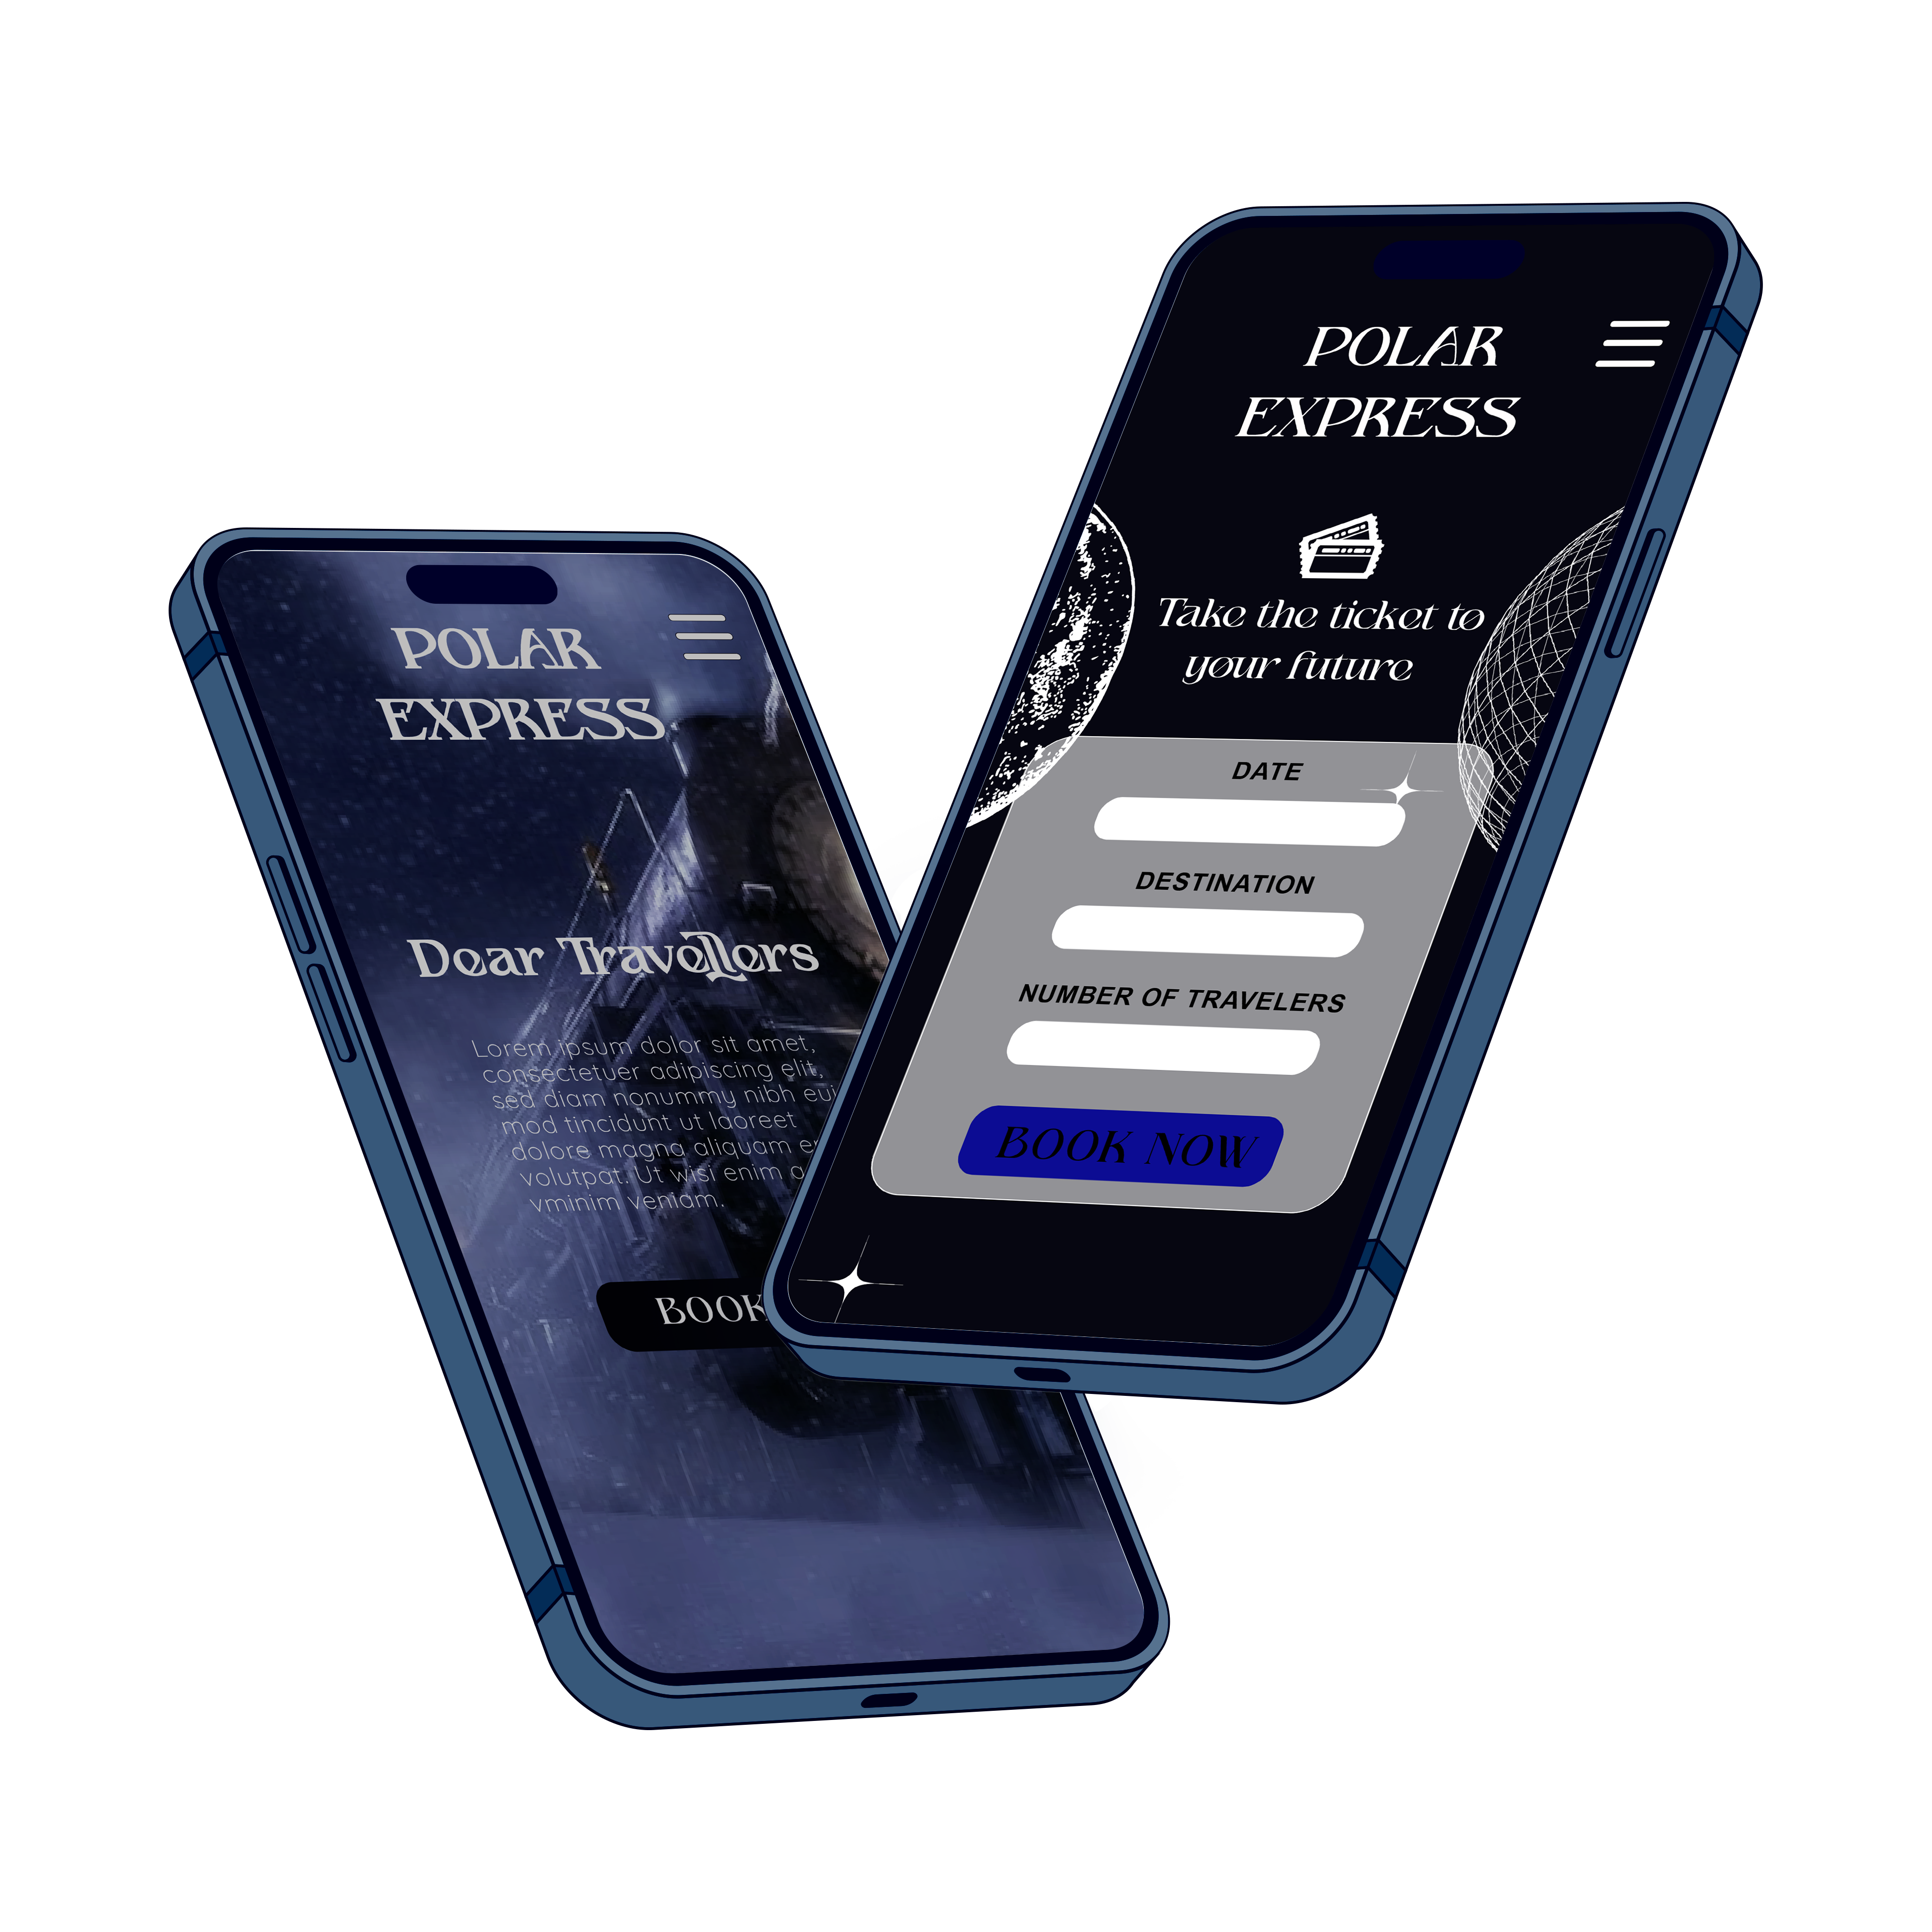 POLAR
EXPRESS
Dear Travellers
Lorem ipsum dolor sit amet,
consectetuer adipiscing elit,
sed diam nonummy nibh eui
mod tincidunt ut laoreet
dolore magna aliquam
volutpat. Ut wisi enim
vminim veniam.
BOOK
POLAR
EXPRESS
Take the ticket to
your future
DATE
DESTINATION
NUMBER OF TRAVELERS
BOOK NOW